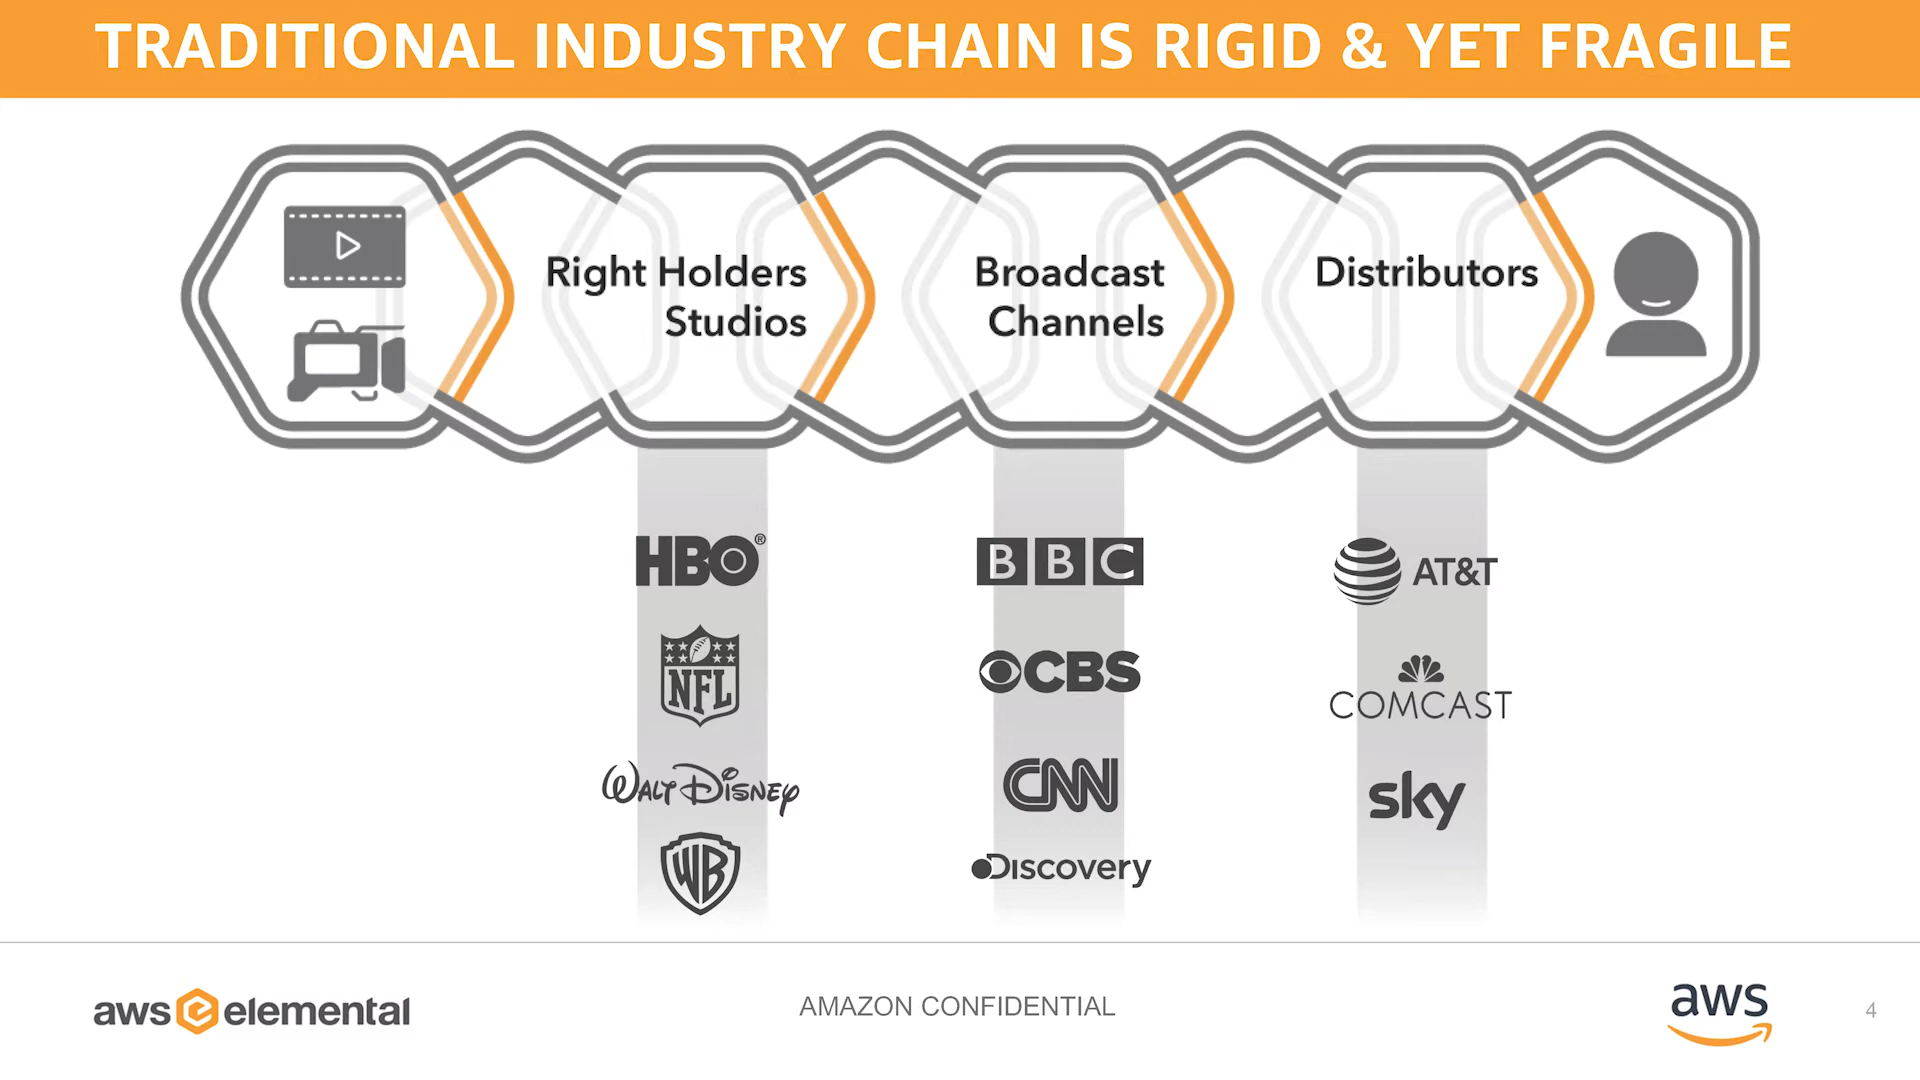 TRADITIONAL INDUSTRY CHAIN IS RIGID & YET FRAGILE
Right Holders
Studios
Broadcast
Channels
Distributors
HBO®
NFL
WALT DISNEY
WB
BBC
CBS
CNN
Discovery
AT&T
COMCAST
sky
aws e elemental
AMAZON CONFIDENTIAL
aws
4